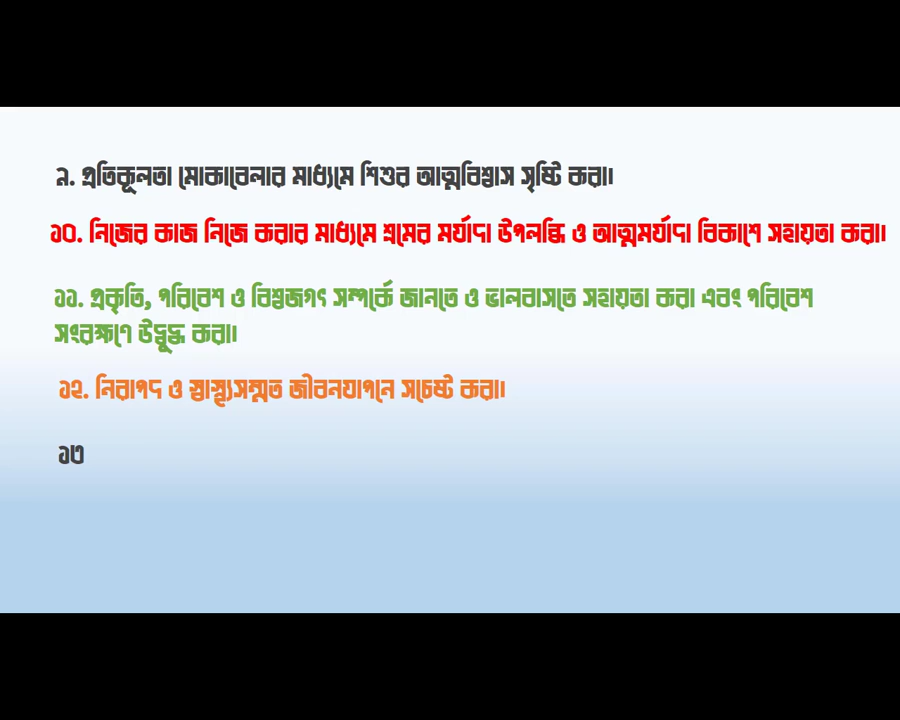 ৯. প্রতিকূলতা মোকাবেলার মাধ্যমে শিশুর আত্মবিশ্বাস সৃষ্টি করা।
১০. নিজের কাজ নিজে করার মাধ্যমে শ্রমের মর্যাদা উপলব্ধি ও আত্মমর্যাদা বিকাশে সহায়তা করা।
১১. প্রকৃতি, পরিবেশ ও বিশ্বজগৎ সম্পর্কে জানতে ও ভালবাসতে সহায়তা করা এবং পরিবেশ
সংরক্ষণে উদ্বুদ্ধ করা।
১২. নিরাপদ ও স্বাস্থ্যসম্মত জীবনযাপনে সচেষ্ট করা।
১৩